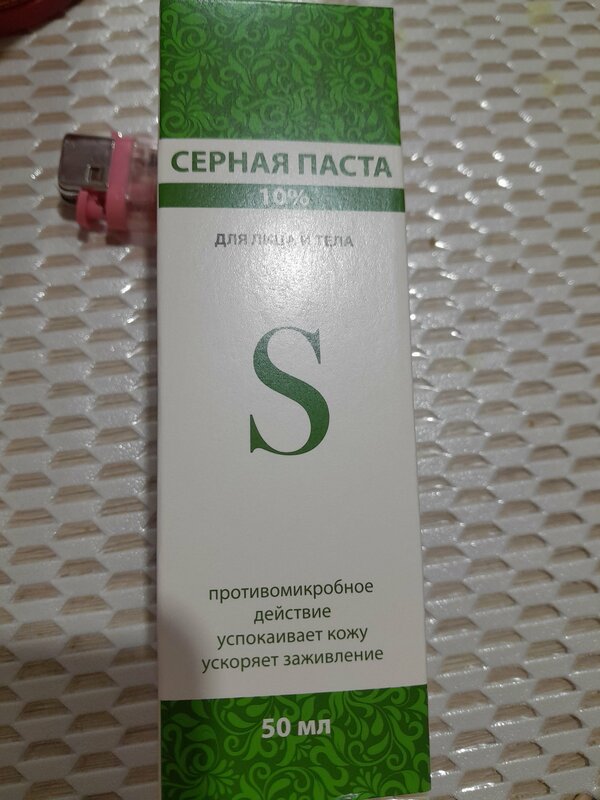 СЕРНАЯ ПАСТА
10%
ДЛЯ ЛИЦА И ТЕЛА
S
противомикробное
действие
успокаивает кожу
ускоряет заживление
50 мл